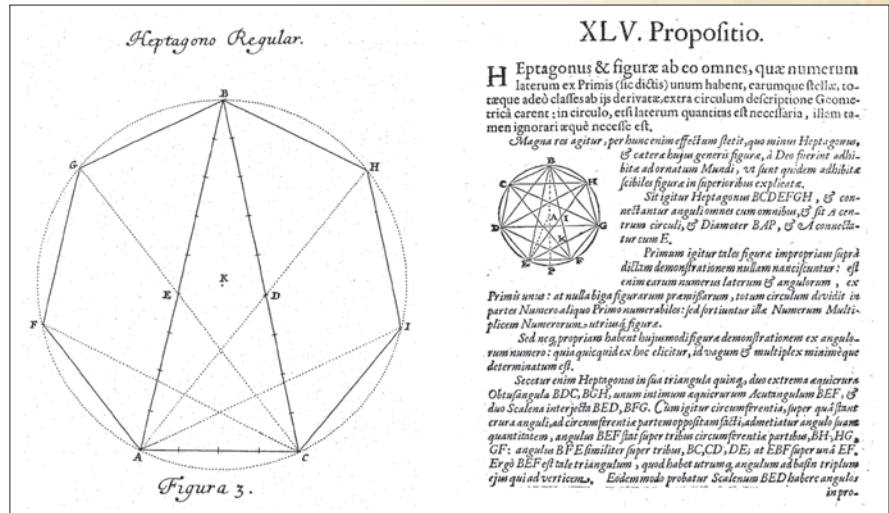 Heptagono Regular.
B
G
H
E
K
D
F
I
A
C
Figura 3.
XLV. Propoſitio.
HEptagonus & figuræ ab eo omnes, quæ numerum
laterum ex Primis (ſic dictis) unum habent, earumque ſtellæ, to-
tæque adeò claſſes ab ijs derivatæ, extra circulum deſcriptione Geome-
tricâ carent: in circulo, etſi laterum quantitas eſt neceſſaria, illam ta-
men ignorari æquè neceſſe eſt.
Magna res agitur, per hunc enim effectum ſtetit, quo minus Heptagonus,
& cæteræ hujus generis figuræ, à Deo fuerint adhi-
bitæ ad ornatum Mundi, vt ſunt quidem adhibitæ
ſcibiles figuræ in ſuperioribus explicatæ.
Sit igitur Heptagonus BCDEFGH, & con-
nectantur anguli omnes cum omnibus, & ſit A cen-
trum circuli, & Diameter BAP, & A connecta-
tur cum E.
B
C
H
A
I
D
G
K
E
P
F
Primum igitur tales figuræ impropriam ſuprà
dictam demonſtrationem nullam nanciſcuntur: eſt
enim earum numerus laterum & angulorum, ex
Primis unus: at nulla biga figurarum præmiſſarum, totum circulum dividit in
partes Numero aliquo Primo numerabiles: ſed ſortiuntur illæ Numerum Multi-
plicem Numerorum utriuſq; figuræ.
Sed neq; propriam habent hujuſmodi figuræ demonſtrationem ex angulo-
rum numero: quia quicquid ex hoc elicitur, id vagum & multiplex minimèque
determinatum eſt.
Secetur enim Heptagonus in ſua triangula quinq; duo extrema æquicrura
Obtuſangula BDC, BGH, unum intimum æquicrurum Acutangulum BEF, &
duo Scalena interjecta BED, BFG. Cùm igitur circumferentia, ſuper quâ ſtant
crura anguli, ad circumferentiæ partem oppoſitam facti, admetiatur angulo ſuam
quantitatem, angulus BEF ſtat ſuper tribus circumferentiæ partibus, BH, HG,
GF: angulus BFE ſimiliter ſuper tribus, BC, CD, DE; at EBF ſuper unâ EF.
Ergò BEF eſt tale triangulum, quod habet utrumq; angulum ad baſin triplum
ejus qui ad verticem. Eodem modo probatur Scalenum BED habere angulos
in pro-